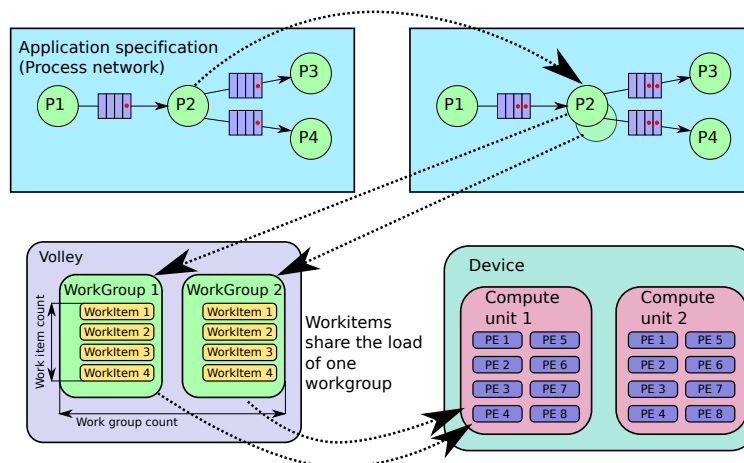 Application specification
(Process network)
P1
P2
P3
P4
P1
P2
P3
P4
Volley
WorkGroup 1
WorkItem 1
WorkItem 2
WorkItem 3
WorkItem 4
WorkGroup 2
WorkItem 1
WorkItem 2
WorkItem 3
WorkItem 4
Work item count
Work group count
Workitems
share the load
of one
workgroup
Device
Compute
unit 1
PE 1
PE 5
PE 2
PE 6
PE 3
PE 7
PE 4
PE 8
Compute
unit 2
PE 1
PE 5
PE 2
PE 6
PE 3
PE 7
PE 4
PE 8